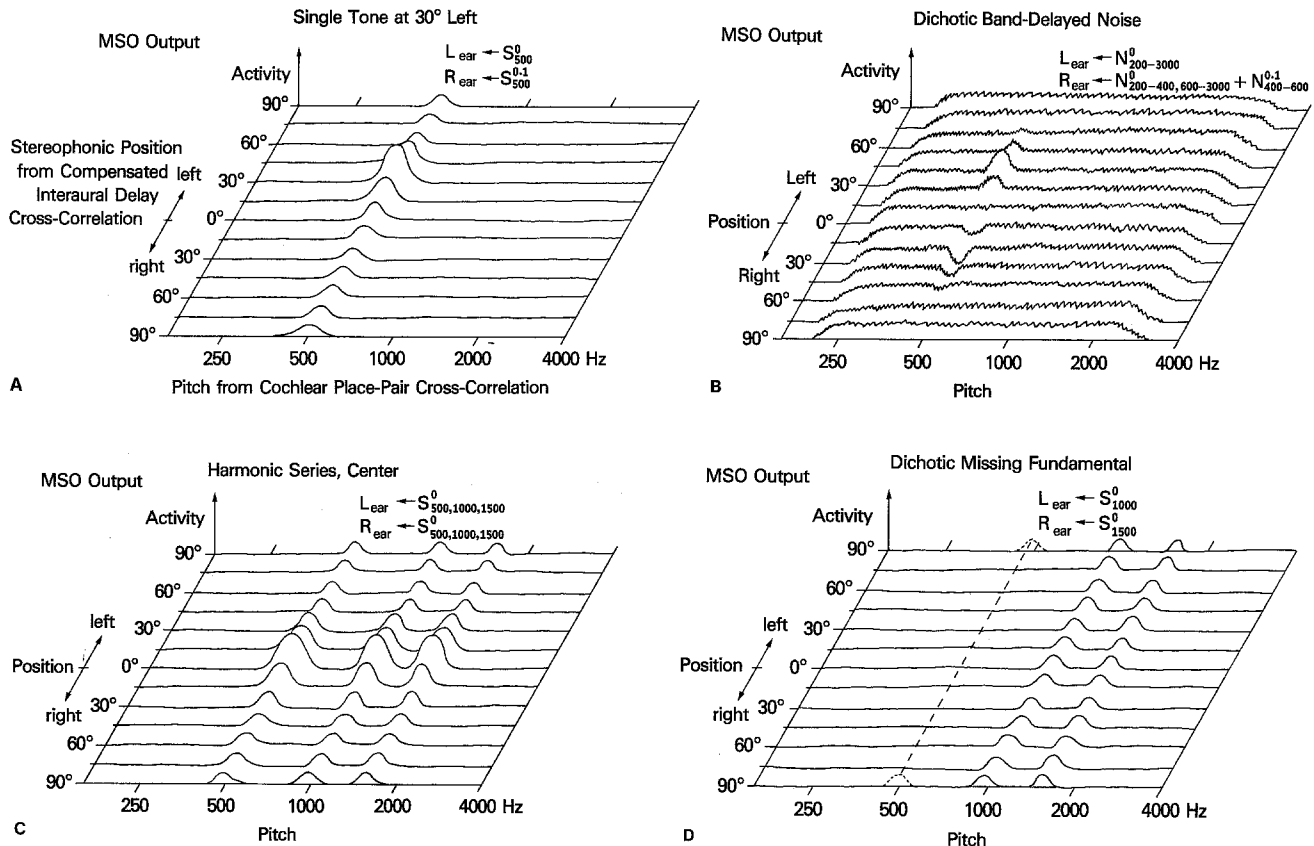 Single Tone at 30° Left
MSO Output
L ear ← S⁰₅₀₀
R ear ← S⁰·¹₅₀₀
Activity
90°
60°
30°
0°
30°
60°
90°
Stereophonic Position
from Compensated
Interaural Delay
Cross-Correlation
left
right
250 500 1000 2000 4000 Hz
A
Pitch from Cochlear Place-Pair Cross-Correlation
Dichotic Band-Delayed Noise
MSO Output
L ear ← N⁰₂₀₀₋₃₀₀₀
R ear ← N⁰₂₀₀₋₄₀₀,₆₀₀₋₃₀₀₀ + N⁰·¹₄₀₀₋₆₀₀
Activity
90°
60°
30°
0°
30°
60°
90°
Left
Position
Right
250 500 1000 2000 4000 Hz
B
Pitch
Harmonic Series, Center
MSO Output
L ear ← S⁰₅₀₀,₁₀₀₀,₁₅₀₀
R ear ← S⁰₅₀₀,₁₀₀₀,₁₅₀₀
Activity
90°
60°
30°
0°
30°
60°
90°
left
Position
right
250 500 1000 2000 4000 Hz
C
Pitch
Dichotic Missing Fundamental
MSO Output
L ear ← S⁰₁₀₀₀
R ear ← S⁰₁₅₀₀
Activity
90°
60°
30°
0°
30°
60°
90°
left
Position
right
250 500 1000 2000 4000 Hz
D
Pitch